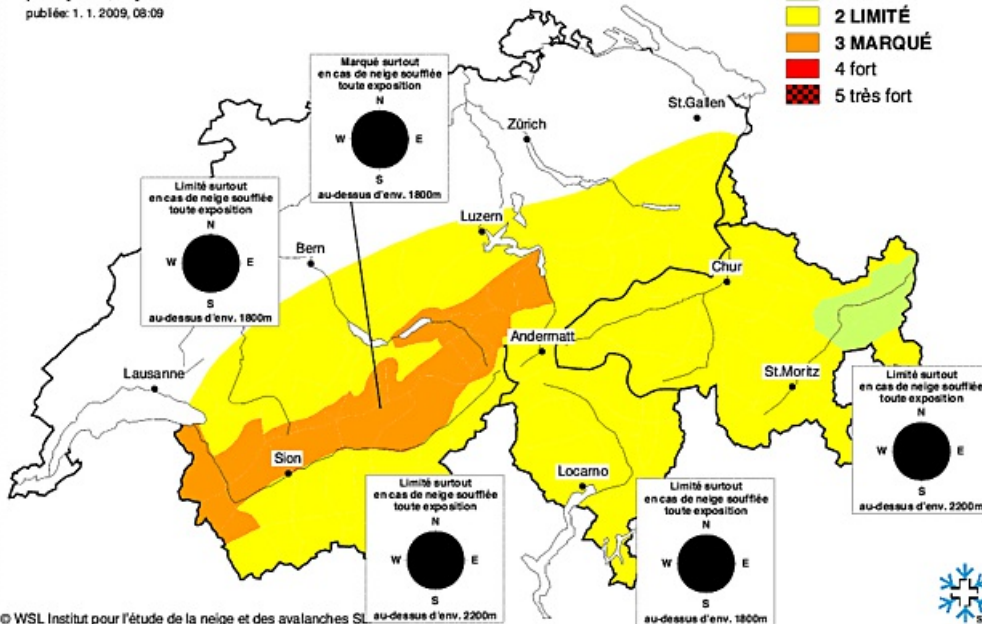 publiée: 1. 1. 2009, 08:09
2 LIMITÉ
3 MARQUÉ
4 fort
5 très fort
Marqué surtout
en cas de neige soufflée
toute exposition
N
W E
S
au-dessus d'env. 1800m
St.Gallen
Zürich
Limité surtout
en cas de neige soufflée
toute exposition
N
W E
S
au-dessus d'env. 1800m
Luzern
Bern
Chur
Andermatt
Lausanne
St.Moritz
Limité surtout
en cas de neige soufflée
toute exposition
N
W E
S
au-dessus d'env. 2200m
Sion
Locarno
Limité surtout
en cas de neige soufflée
toute exposition
N
W E
S
au-dessus d'env. 2200m
Limité surtout
en cas de neige soufflée
toute exposition
N
W E
S
au-dessus d'env. 1800m
© WSL Institut pour l'étude de la neige et des avalanches SL